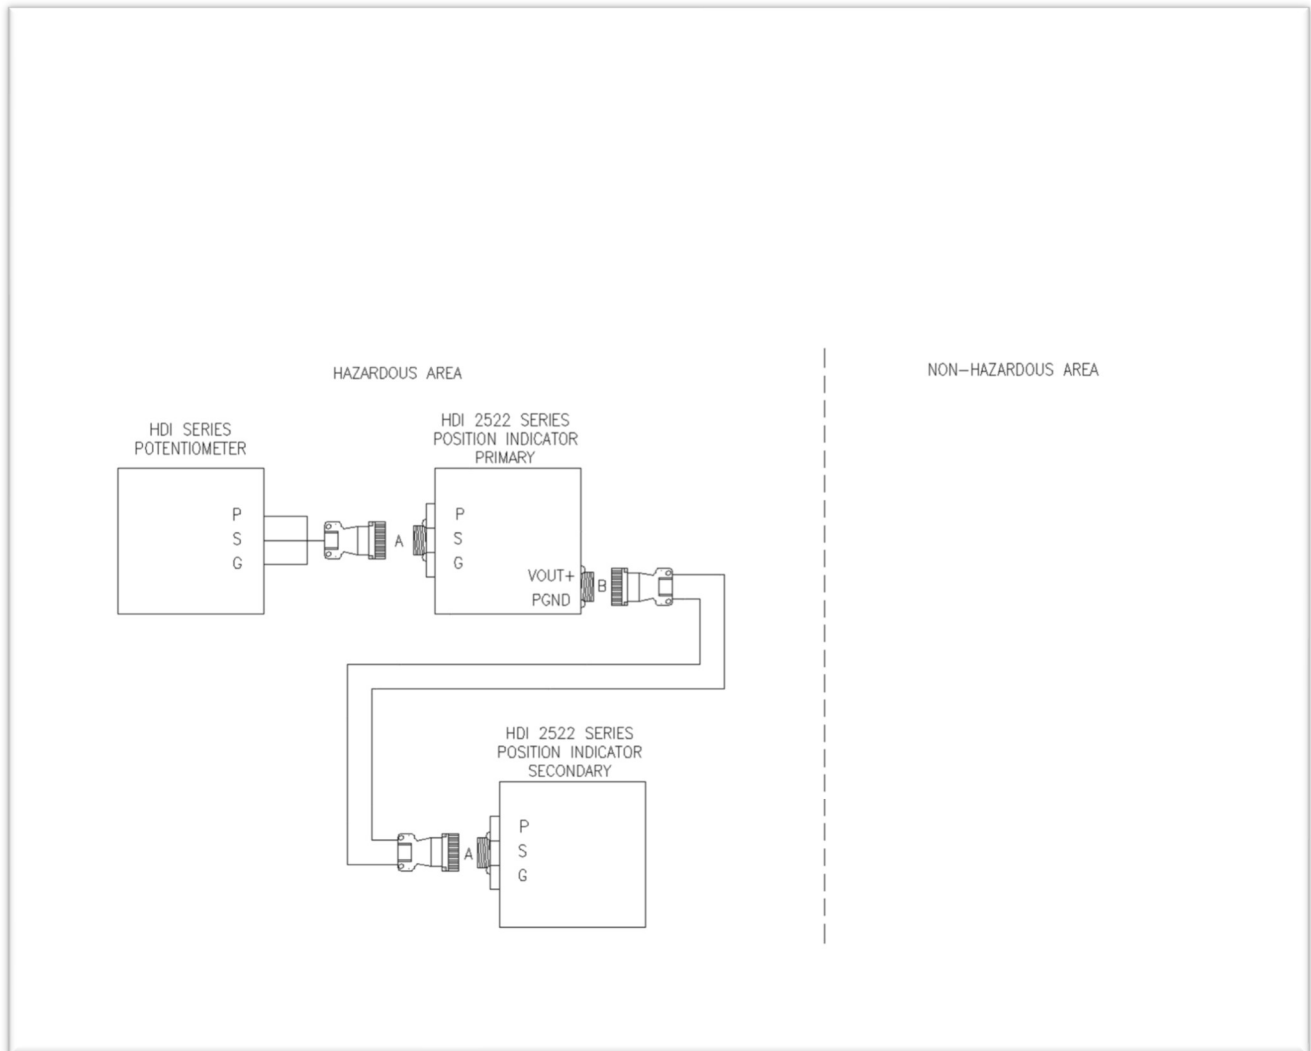 HAZARDOUS AREA
NON-HAZARDOUS AREA
HDI SERIES
POTENTIOMETER
P
S
G
A
HDI 2522 SERIES
POSITION INDICATOR
PRIMARY
P
S
G
VOUT+
PGND
B
HDI 2522 SERIES
POSITION INDICATOR
SECONDARY
A
P
S
G